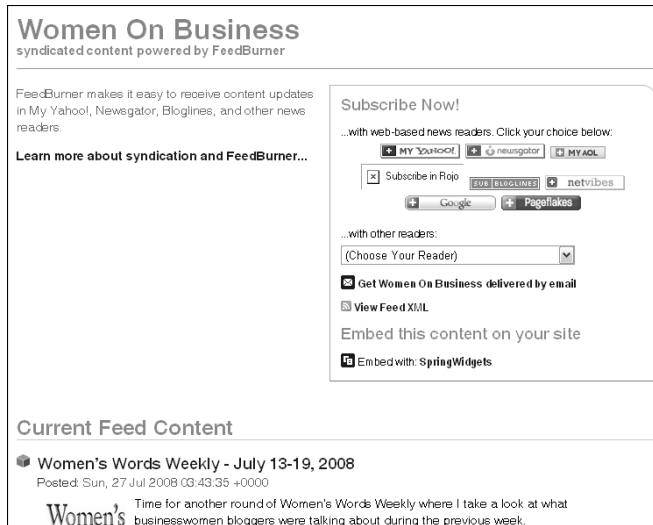 Women On Business
syndicated content powered by FeedBurner
FeedBurner makes it easy to receive content updates
in My Yahoo!, Newsgator, Bloglines, and other news
readers.
Learn more about syndication and FeedBurner...
Subscribe Now!
...with web-based news readers. Click your choice below:
MY YAHOO! newsgator MY AOL
Subscribe in Rojo SUB BLOGLINES netvibes
Google Pageflakes
...with other readers:
(Choose Your Reader)
Get Women On Business delivered by email
View Feed XML
Embed this content on your site
Embed with: SpringWidgets
Current Feed Content
Women's Words Weekly - July 13-19, 2008
Posted: Sun, 27 Jul 2008 03:43:35 +0000
Women's
Time for another round of Women's Words Weekly where I take a look at what
businesswomen bloggers were talking about during the previous week.